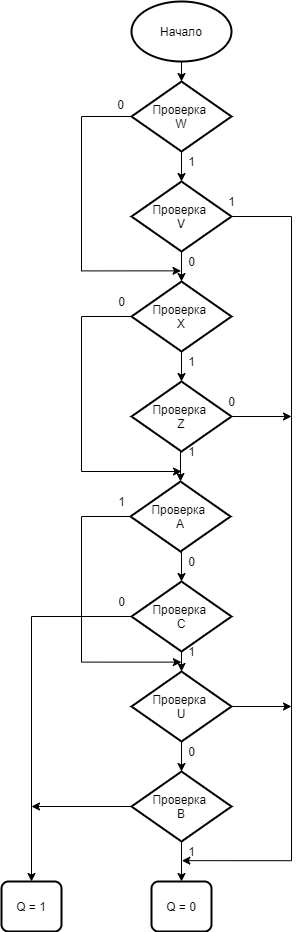 Начало
0
Проверка
W
1
Проверка
V
1
0
0
Проверка
X
1
Проверка
Z
0
1
1
Проверка
A
0
0
Проверка
C
1
Проверка
U
0
Проверка
B
1
Q = 1
Q = 0